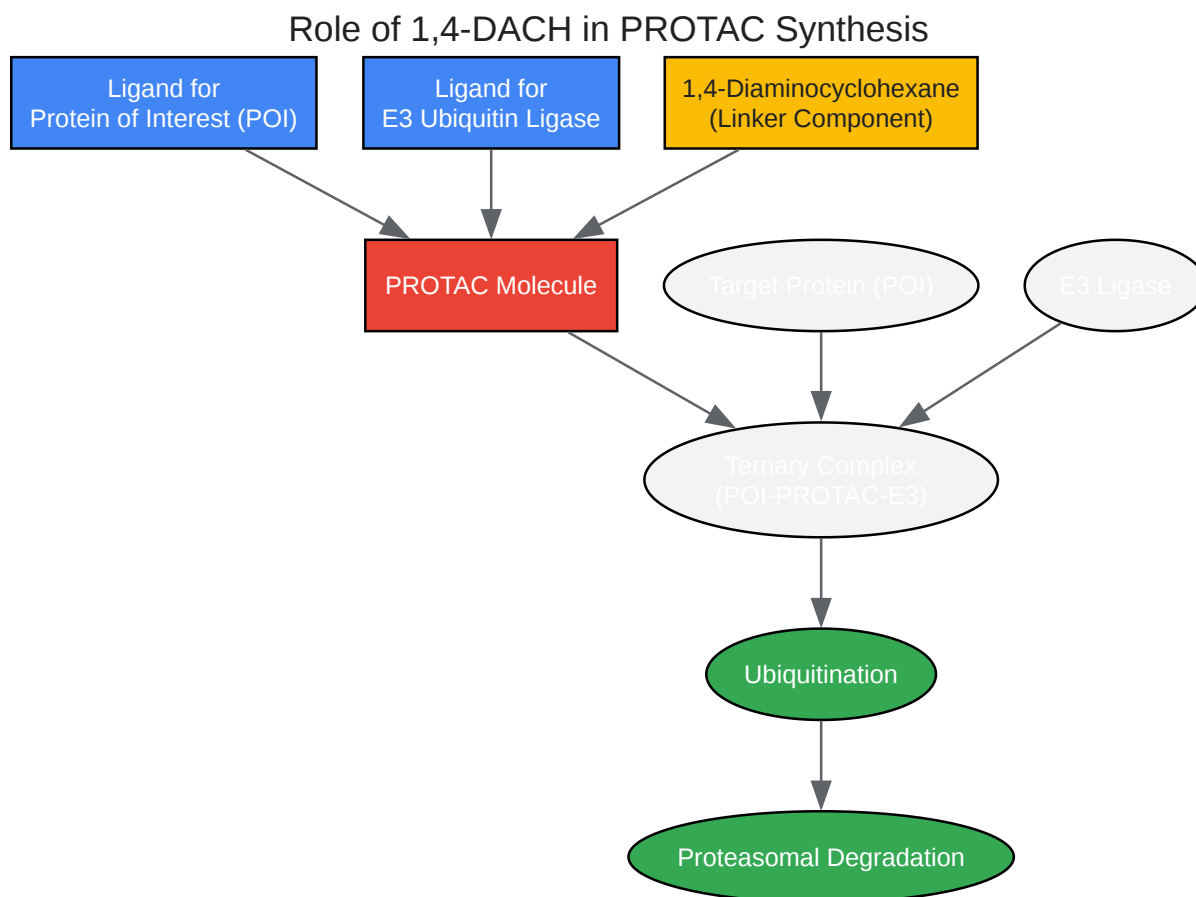 Role of 1,4-DACH in PROTAC Synthesis
Ligand for
Protein of Interest (POI)
Ligand for
E3 Ubiquitin Ligase
1,4-Diaminocyclohexane
(Linker Component)
PROTAC Molecule
Target Protein (POI)
E3 Ligase
Ternary Complex
(POI-PROTAC-E3)
Ubiquitination
Proteasomal Degradation